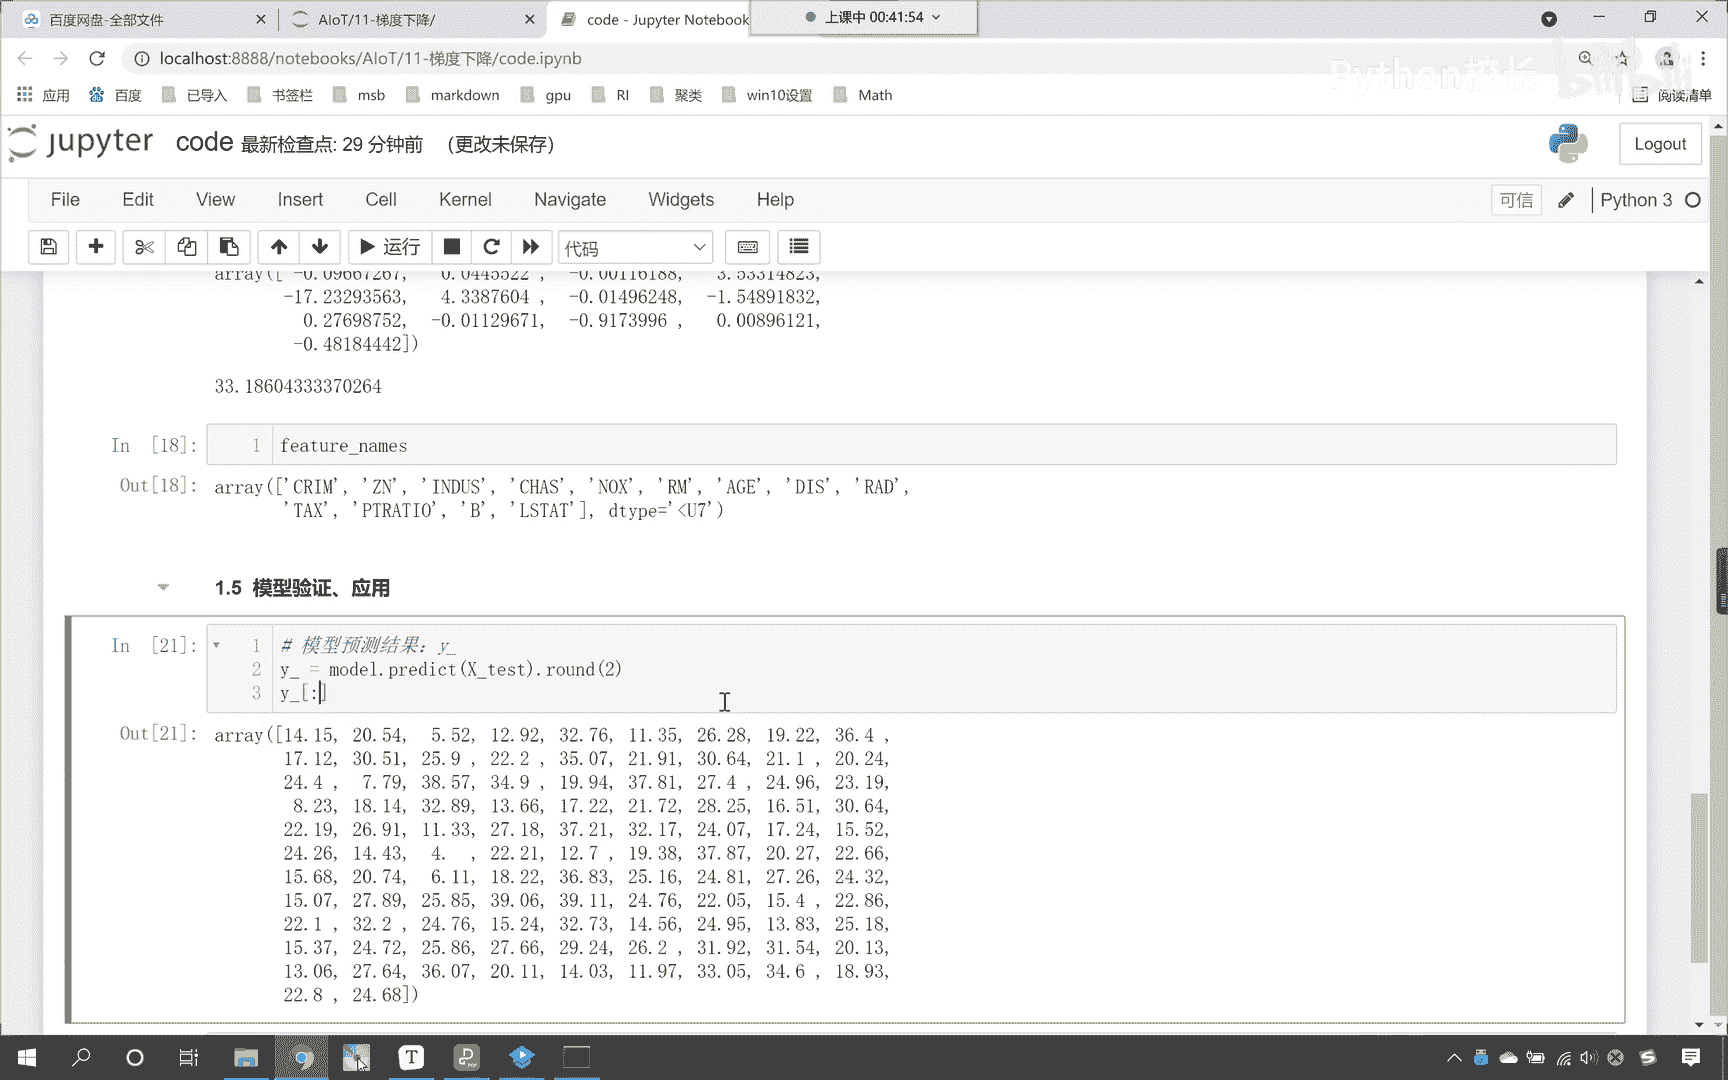 百度网盘-全部文件
AIoT/11-梯度下降/
code - Jupyter Notebook
上课中 00:41:54
localhost:8888/notebooks/AIoT/11-梯度下降/code.ipynb
Python校长
bilibili
应用 百度 已导入 书签栏 msb markdown gpu RI 聚类 win10设置 Math 阅读清单
jupyter code 最新检查点: 29 分钟前 (更改未保存) Logout
File Edit View Insert Cell Kernel Navigate Widgets Help 可信 Python 3
运行 代码
array([ -0.09667267, 0.0445522 , -0.00116188, 3.53314823,
-17.23293563, 4.3387604 , -0.01496248, -1.54891832,
0.27698752, -0.01129671, -0.9173996 , 0.00896121,
-0.48184442])
33.18604333370264
In [18]: 1 feature_names
Out[18]: array(['CRIM', 'ZN', 'INDUS', 'CHAS', 'NOX', 'RM', 'AGE', 'DIS', 'RAD',
'TAX', 'PTRATIO', 'B', 'LSTAT'], dtype='<U7')
1.5 模型验证、应用
In [21]: 1 # 模型预测结果：y_
2 y_ = model.predict(X_test).round(2)
3 y_[:]
Out[21]: array([14.15, 20.54, 5.52, 12.92, 32.76, 11.35, 26.28, 19.22, 36.4 ,
17.12, 30.51, 25.9 , 22.2 , 35.07, 21.91, 30.64, 21.1 , 20.24,
24.4 , 7.79, 38.57, 34.9 , 19.94, 37.81, 27.4 , 24.96, 23.19,
8.23, 18.14, 32.89, 13.66, 17.22, 21.72, 28.25, 16.51, 30.64,
22.19, 26.91, 11.33, 27.18, 37.21, 32.17, 24.07, 17.24, 15.52,
24.26, 14.43, 4. , 22.21, 12.7 , 19.38, 37.87, 20.27, 22.66,
15.68, 20.74, 6.11, 18.22, 36.83, 25.16, 24.81, 27.26, 24.32,
15.07, 27.89, 25.85, 39.06, 39.11, 24.76, 22.05, 15.4 , 22.86,
22.1 , 32.2 , 24.76, 15.24, 32.73, 14.56, 24.95, 13.83, 25.18,
15.37, 24.72, 25.86, 27.66, 29.24, 26.2 , 31.92, 31.54, 20.13,
13.06, 27.64, 36.07, 20.11, 14.03, 11.97, 33.05, 34.6 , 18.93,
22.8 , 24.68])